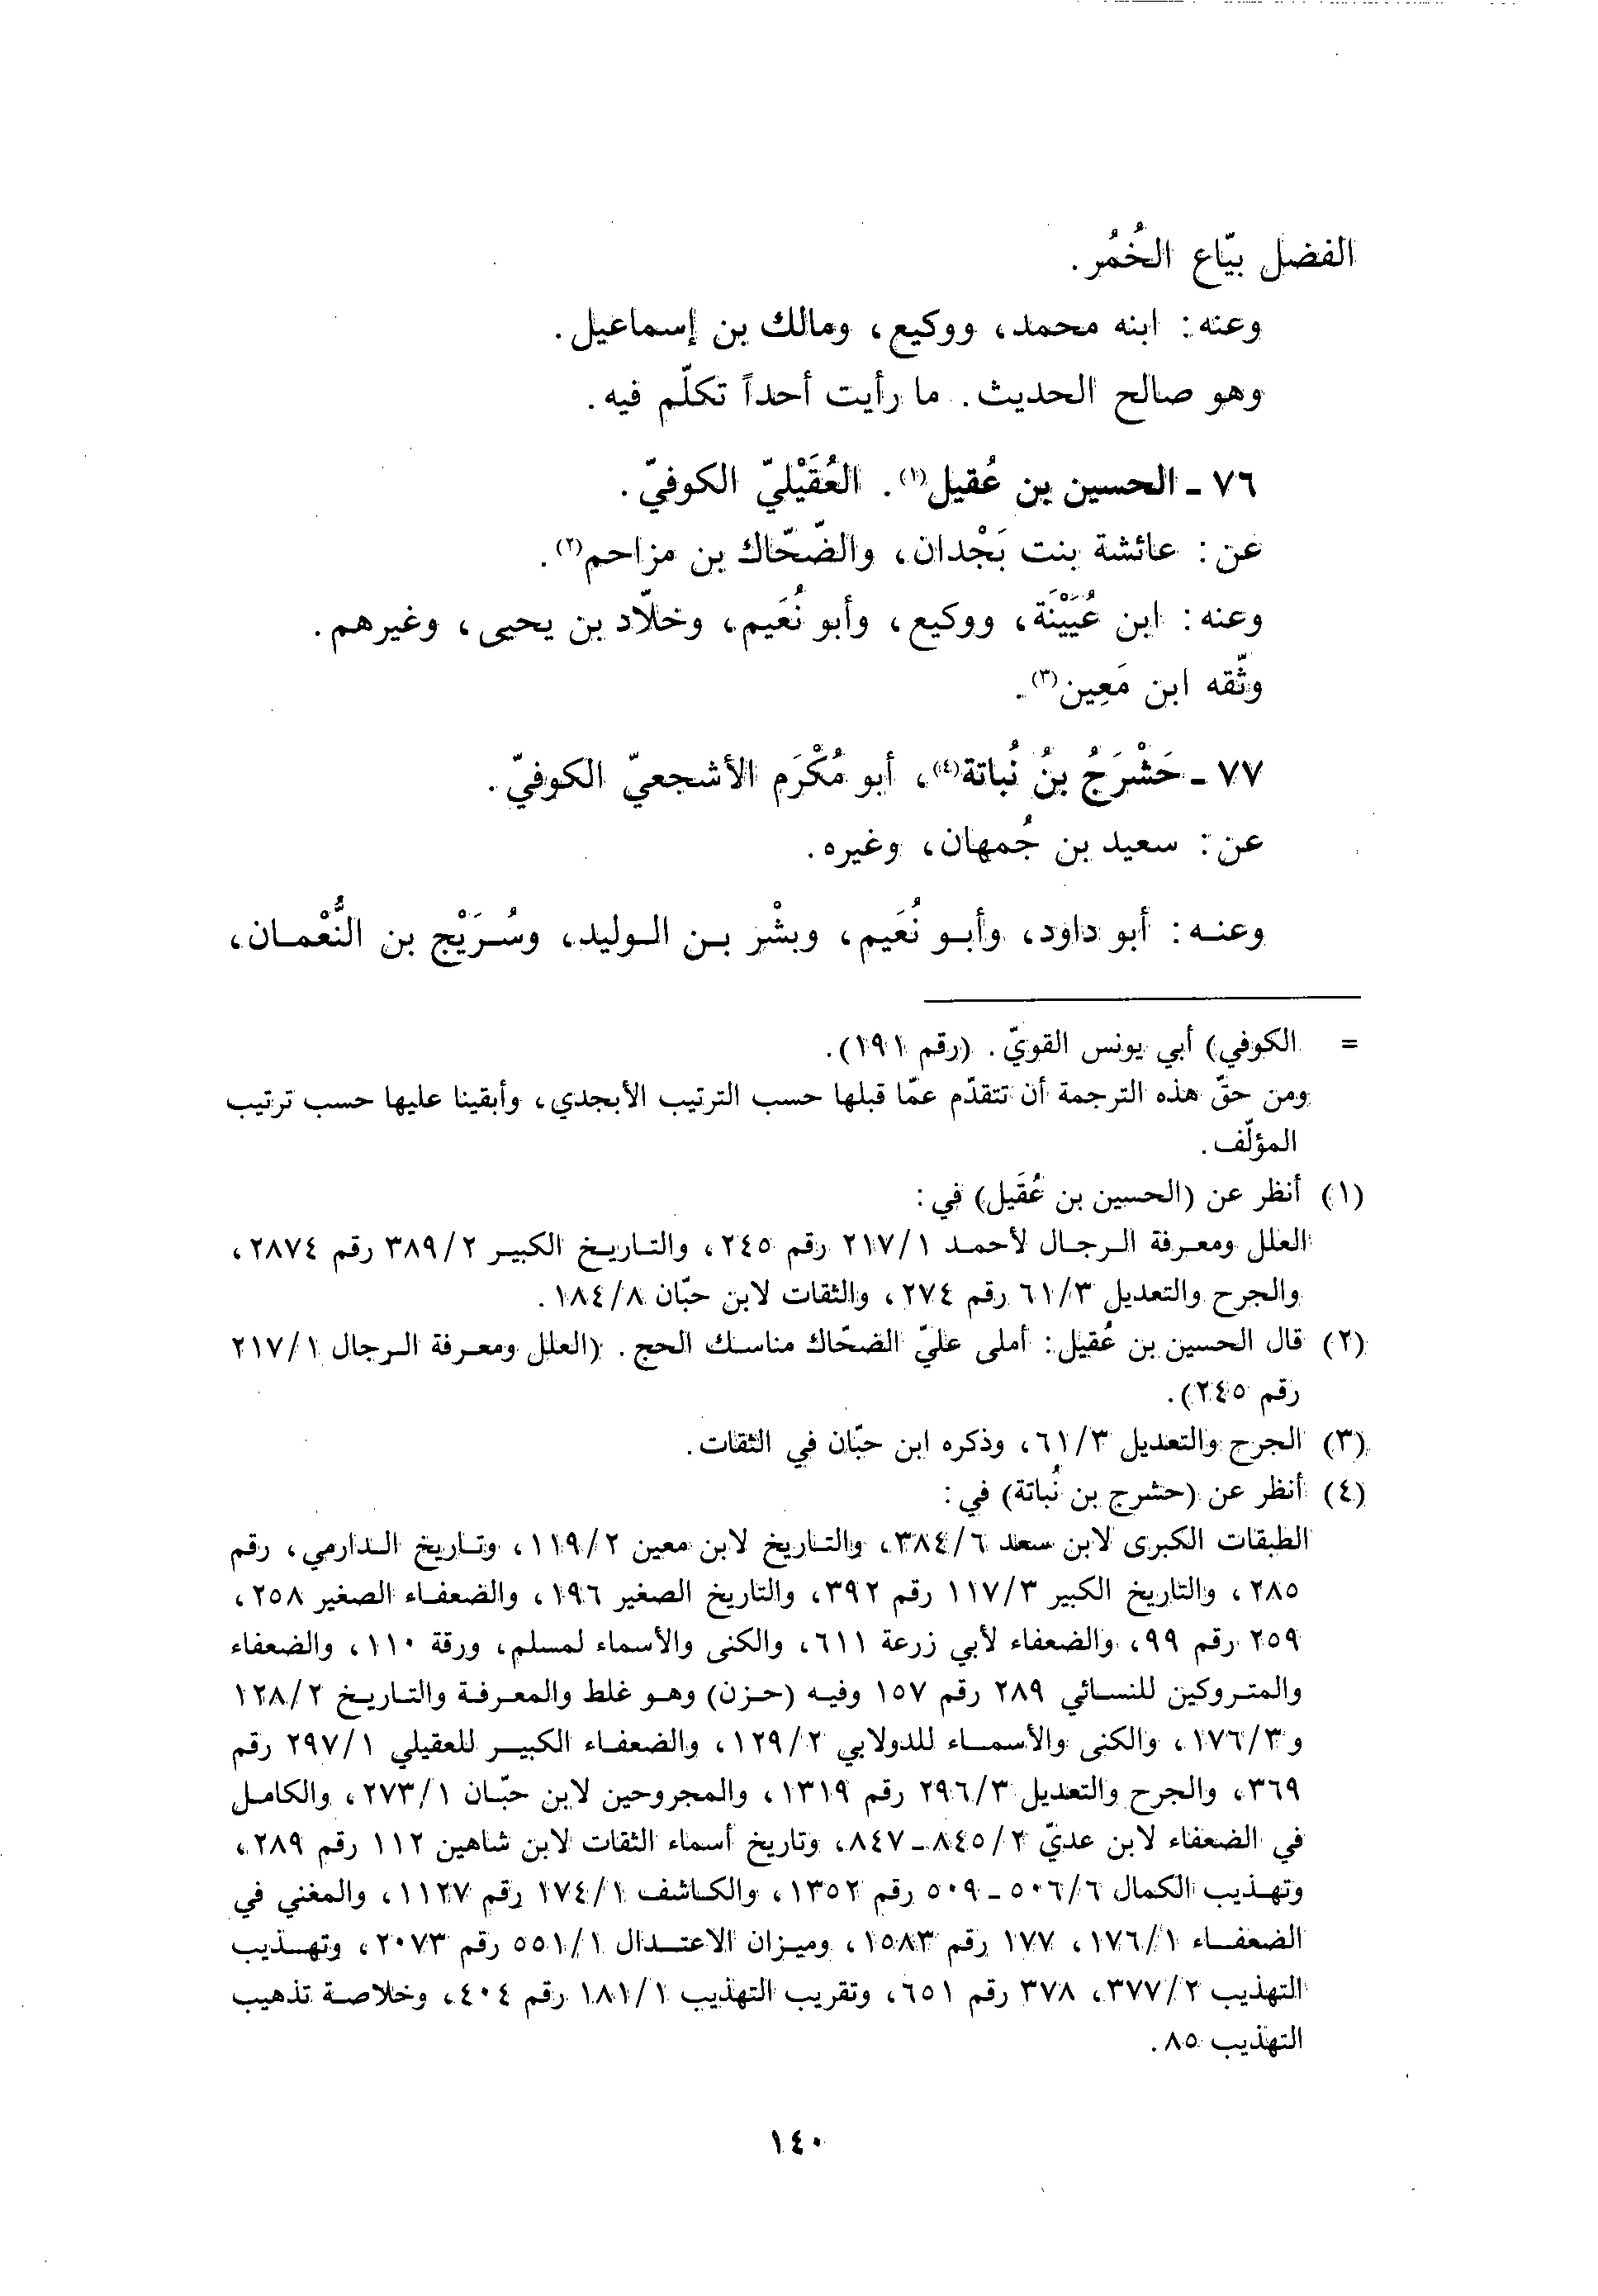 الفضل بيّاع الخُمُر.
وعنه: ابنه محمد، ووكيع، ومالك بن إسماعيل.
وهو صالح الحديث. ما رأيت أحداً تكلّم فيه.
٧٦ - الحسين بن عُقيل(١). العُقَيْليّ الكوفيّ.
عن: عائشة بنت بَجْدان، والضّحّاك بن مزاحم(٢).
وعنه: ابن عُيَيْنَة، ووكيع، وأبو نُعَيم، وخلّاد بن يحيى، وغيرهم.
وثّقه ابن مَعِين(٣).
٧٧ - حَشْرَجُ بنُ نُباتة(٤)، أبو مُكْرَم الأشجعيّ الكوفيّ.
عن: سعيد بن جُمهان، وغيره.
وعنه: أبو داود، وأبو نُعَيم، وبشْر بن الوليد، وسُرَيْج بن النُّعْمان،
= الكوفي) أبي يونس القويّ. (رقم ١٩١).
ومن حقّ هذه الترجمة أن تتقدّم عمّا قبلها حسب الترتيب الأبجدي، وأبقينا عليها حسب ترتيب
المؤلّف.
(١) أنظر عن (الحسين بن عُقَيل) في:
العلل ومعرفة الرجال لأحمد ٢١٧/١ رقم ٢٤٥، والتاريخ الكبير ٣٨٩/٢ رقم ٢٨٧٤،
والجرح والتعديل ٦١/٣ رقم ٢٧٤، والثقات لابن حبّان ١٨٤/٨.
(٢) قال الحسين بن عُقيل: أملى عليّ الضحّاك مناسك الحج. (العلل ومعرفة الرجال ٢١٧/١
رقم ٢٤٥).
(٣) الجرح والتعديل ٦١/٣، وذكره ابن حبّان في الثقات.
(٤) أنظر عن (حشرج بن نُباتة) في:
الطبقات الكبرى لابن سعد ٣٨٤/٦، والتاريخ لابن معين ١١٩/٢، وتاريخ الدارمي، رقم
٢٨٥، والتاريخ الكبير ١١٧/٣ رقم ٣٩٢، والتاريخ الصغير ١٩٦، والضعفاء الصغير ٢٥٨،
٢٥٩ رقم ٩٩، والضعفاء لأبي زرعة ٦١١، والكنى والأسماء لمسلم، ورقة ١١٠، والضعفاء
والمتروكين للنسائي ٢٨٩ رقم ١٥٧ وفيه (حزن) وهو غلط والمعرفة والتاريخ ١٢٨/٢
و١٧٦/٣، والكنى والأسماء للدولابي ١٢٩/٢، والضعفاء الكبير للعقيلي ٢٩٧/١ رقم
٣٦٩، والجرح والتعديل ٢٩٦/٣ رقم ١٣١٩، والمجروحين لابن حبّان ٢٧٣/١، والكامل
في الضعفاء لابن عديّ ٨٤٥/٢-٨٤٧، وتاريخ أسماء الثقات لابن شاهين ١١٢ رقم ٢٨٩،
وتهذيب الكمال ٥٠٦/٦ - ٥٠٩ رقم ١٣٥٢، والكاشف ١٧٤/١ رقم ١١٢٧، والمغني في
الضعفاء ١٧٦/١، ١٧٧ رقم ١٥٨٣، وميزان الاعتدال ٥٥١/١ رقم ٢٠٧٣، وتهذيب
التهذيب ٣٧٧/٢، ٣٧٨ رقم ٦٥١، وتقريب التهذيب ١٨١/١ رقم ٤٠٤، وخلاصة تذهيب
التهذيب ٨٥.
١٤٠